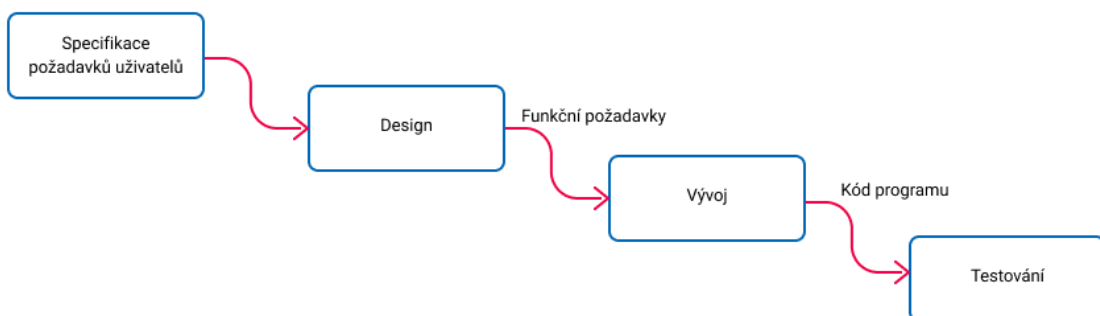 Specifikace
požadavků uživatelů
Design
Funkční požadavky
Vývoj
Kód programu
Testování